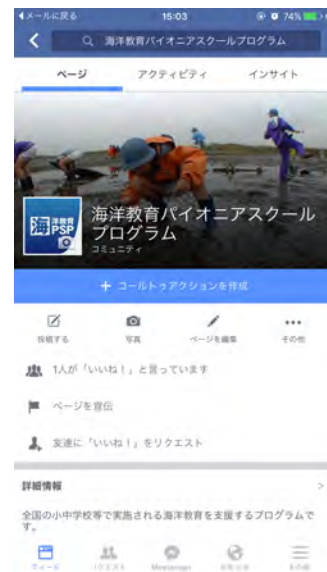 メールに戻る 15:03 74%
海洋教育パイオニアスクールプログラム
ページ アクティビティ インサイト
海 洋教育 PSP
海洋教育パイオニアスクール
プログラム
コミュニティ
+ コールトゥアクションを作成
投稿する 写真 ページを編集 その他
1人が「いいね！」と言っています
ページを宣伝
友達に「いいね！」をリクエスト
詳細情報
全国の小中学校等で実施される海洋教育を支援するプログラムで
す。
フィード リクエスト Messenger お知らせ その他